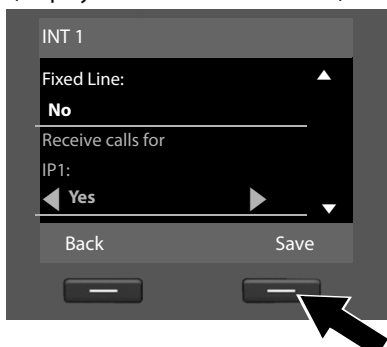 INT 1
Fixed Line:
No
Receive calls for
IP1:
Yes
Back Save